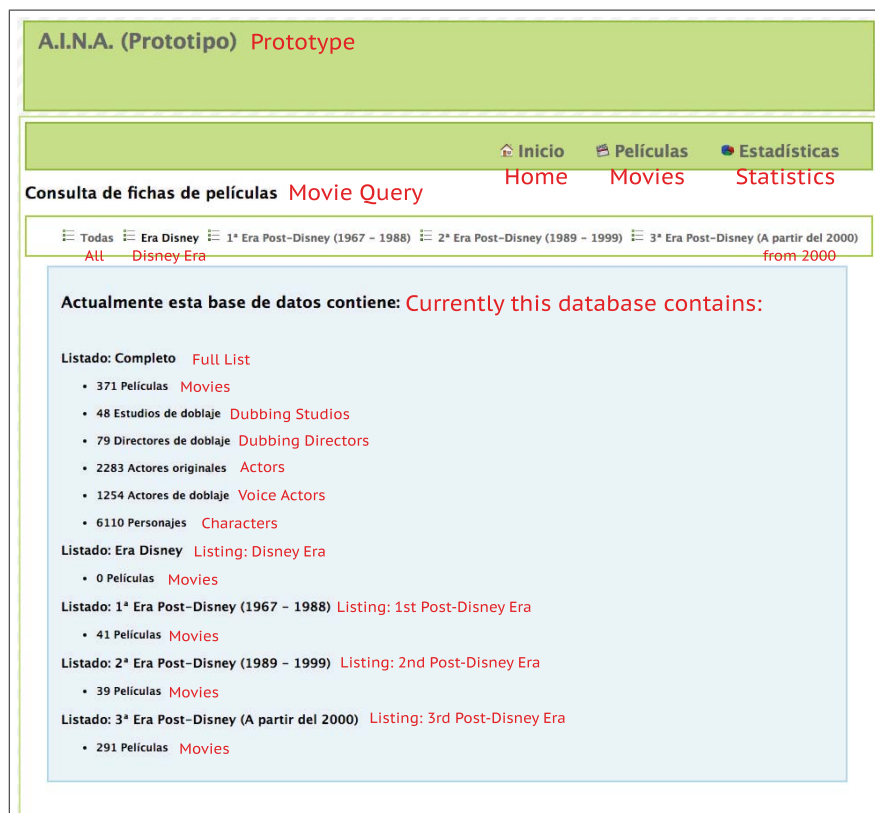 A.I.N.A. (Prototipo) Prototype
Inicio Películas Estadísticas
Home Movies Statistics
Consulta de fichas de películas Movie Query
Todas Era Disney 1ª Era Post-Disney (1967 - 1988) 2ª Era Post-Disney (1989 - 1999) 3ª Era Post-Disney (A partir del 2000)
All Disney Era from 2000
Actualmente esta base de datos contiene: Currently this database contains:
Listado: Completo Full List
• 371 Películas Movies
• 48 Estudios de doblaje Dubbing Studios
• 79 Directores de doblaje Dubbing Directors
• 2283 Actores originales Actors
• 1254 Actores de doblaje Voice Actors
• 6110 Personajes Characters
Listado: Era Disney Listing: Disney Era
• 0 Películas Movies
Listado: 1ª Era Post-Disney (1967 - 1988) Listing: 1st Post-Disney Era
• 41 Películas Movies
Listado: 2ª Era Post-Disney (1989 - 1999) Listing: 2nd Post-Disney Era
• 39 Películas Movies
Listado: 3ª Era Post-Disney (A partir del 2000) Listing: 3rd Post-Disney Era
• 291 Películas Movies